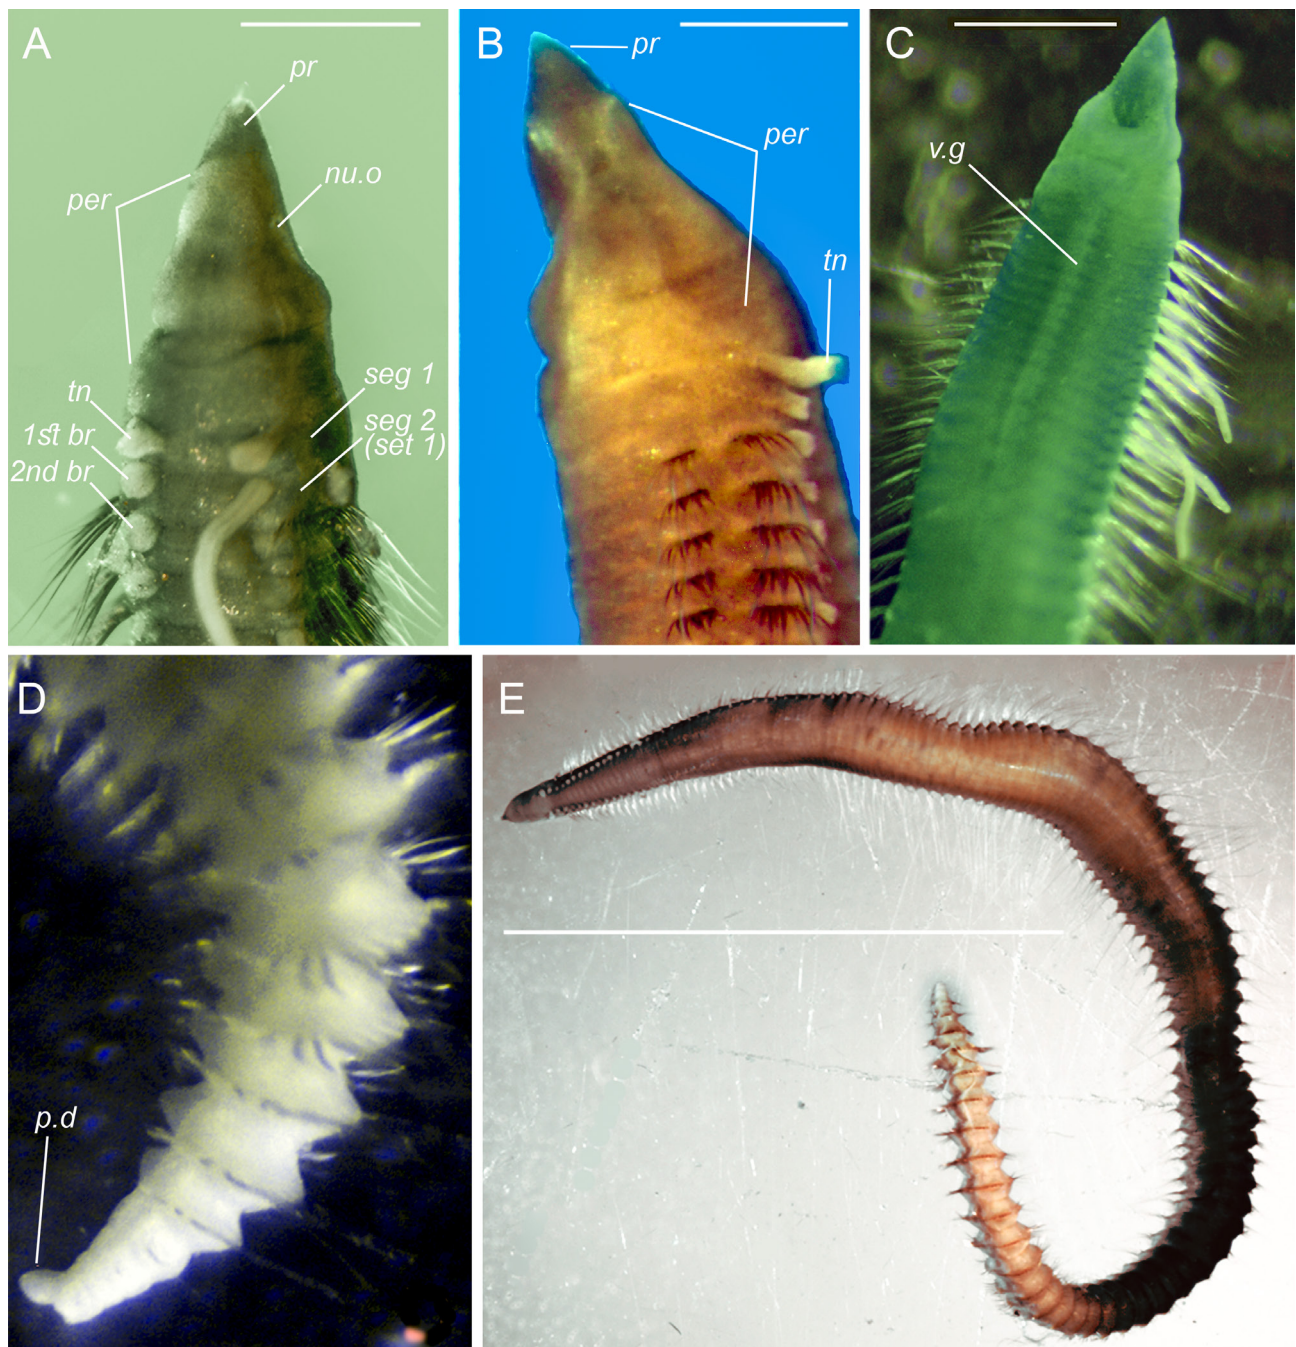 A
pr
nu.o
per
tn
1st br
2nd br
seg 1
seg 2
(set 1)
B
pr
per
tn
C
v.g
D
p.d
E